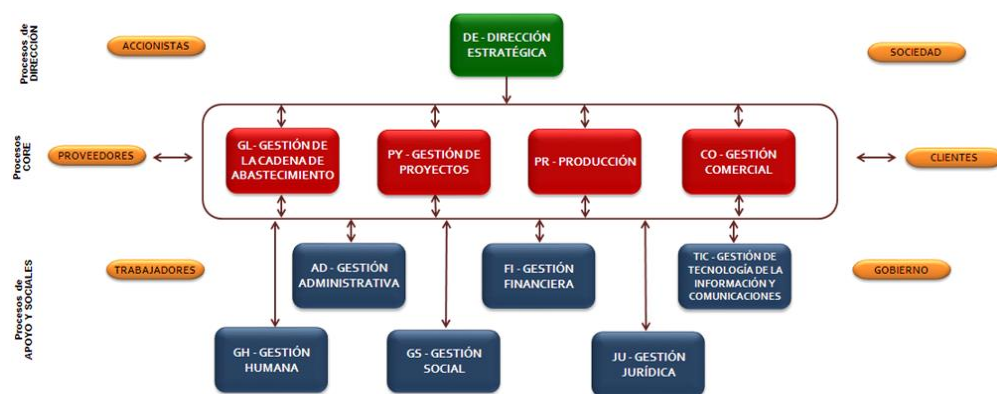 Procesos de
DIRECCIÓN
ACCIONISTAS
DE - DIRECCIÓN
ESTRATÉGICA
SOCIEDAD
Procesos
CORE
PROVEEDORES
GL- GESTIÓN DE
LA CADENA DE
ABASTECIMIENTO
PY - GESTIÓN DE
PROYECTOS
PR - PRODUCCIÓN
CO - GESTIÓN
COMERCIAL
CLIENTES
Procesos de
APOYO Y SOCIALES
TRABAJADORES
AD - GESTIÓN
ADMINISTRATIVA
FI - GESTIÓN
FINANCIERA
TIC - GESTIÓN DE
TECNOLOGÍA DE LA
INFORMACIÓN Y
COMUNICACIONES
GOBIERNO
GH - GESTIÓN
HUMANA
GS - GESTIÓN
SOCIAL
JU - GESTIÓN
JURÍDICA